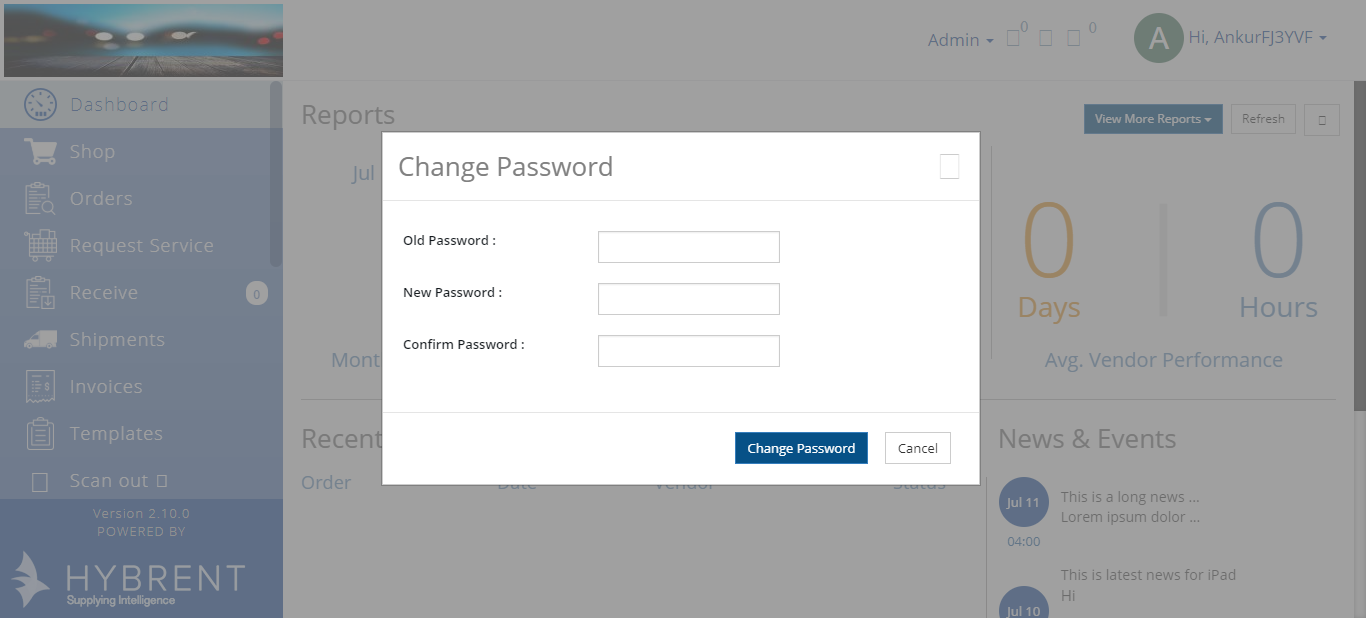 Admin
0
0
A
Hi, AnkurFJ3YVF
Dashboard
Shop
Orders
Request Service
Receive
0
Shipments
Invoices
Templates
Scan out
Version 2.10.0
POWERED BY
HYBRENT
Supplying Intelligence
Reports
View More Reports
Refresh
Jul
Mont
0
Days
0
Hours
Avg. Vendor Performance
Change Password
Old Password :
New Password :
Confirm Password :
Change Password
Cancel
Recent
Order
Date
Vendor
Status
News & Events
Jul 11
04:00
This is a long news ...
Lorem ipsum dolor ...
Jul 10
This is latest news for iPad
Hi